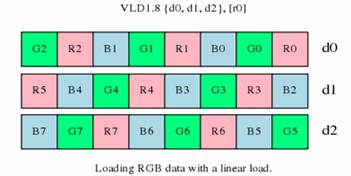 VLD1.8 {d0, d1, d2}, [r0]
G2 R2 B1 G1 R1 B0 G0 R0 d0
R5 B4 G4 R4 B3 G3 R3 B2 d1
B7 G7 R7 B6 G6 R6 B5 G5 d2
Loading RGB data with a linear load.